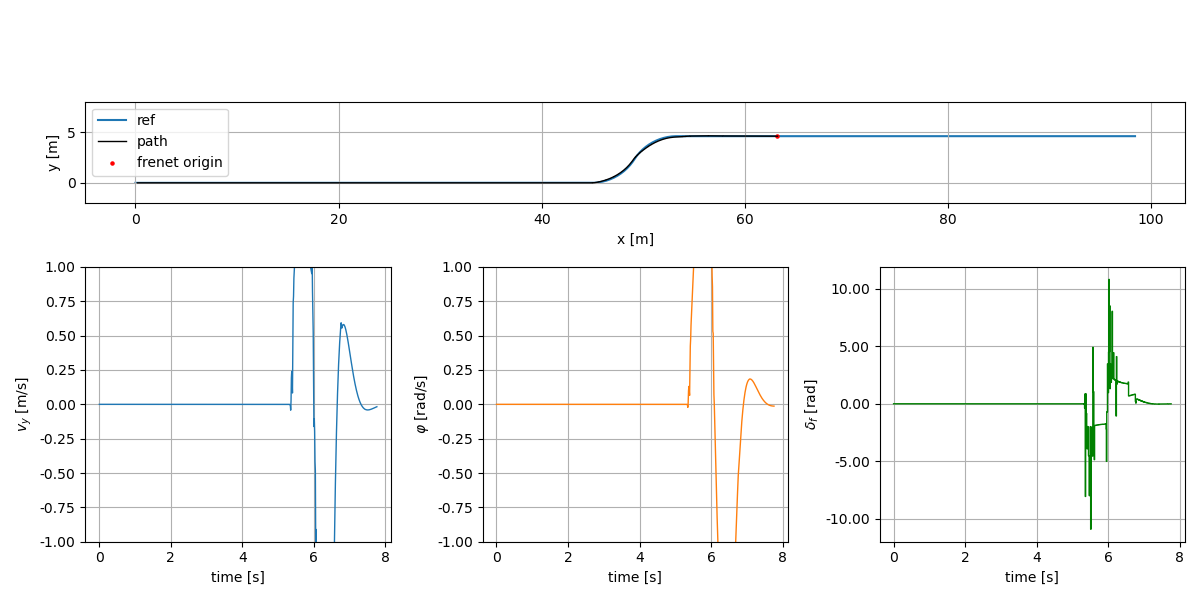 ref
path
frenet origin
y [m]
5
0
0 20 40 60 80 100
x [m]
1.00
0.75
0.50
0.25
0.00
-0.25
-0.50
-0.75
-1.00
v_y [m/s]
0 2 4 6 8
time [s]
1.00
0.75
0.50
0.25
0.00
-0.25
-0.50
-0.75
-1.00
φ [rad/s]
0 2 4 6 8
time [s]
10.00
5.00
0.00
-5.00
-10.00
δ_f [rad]
0 2 4 6 8
time [s]